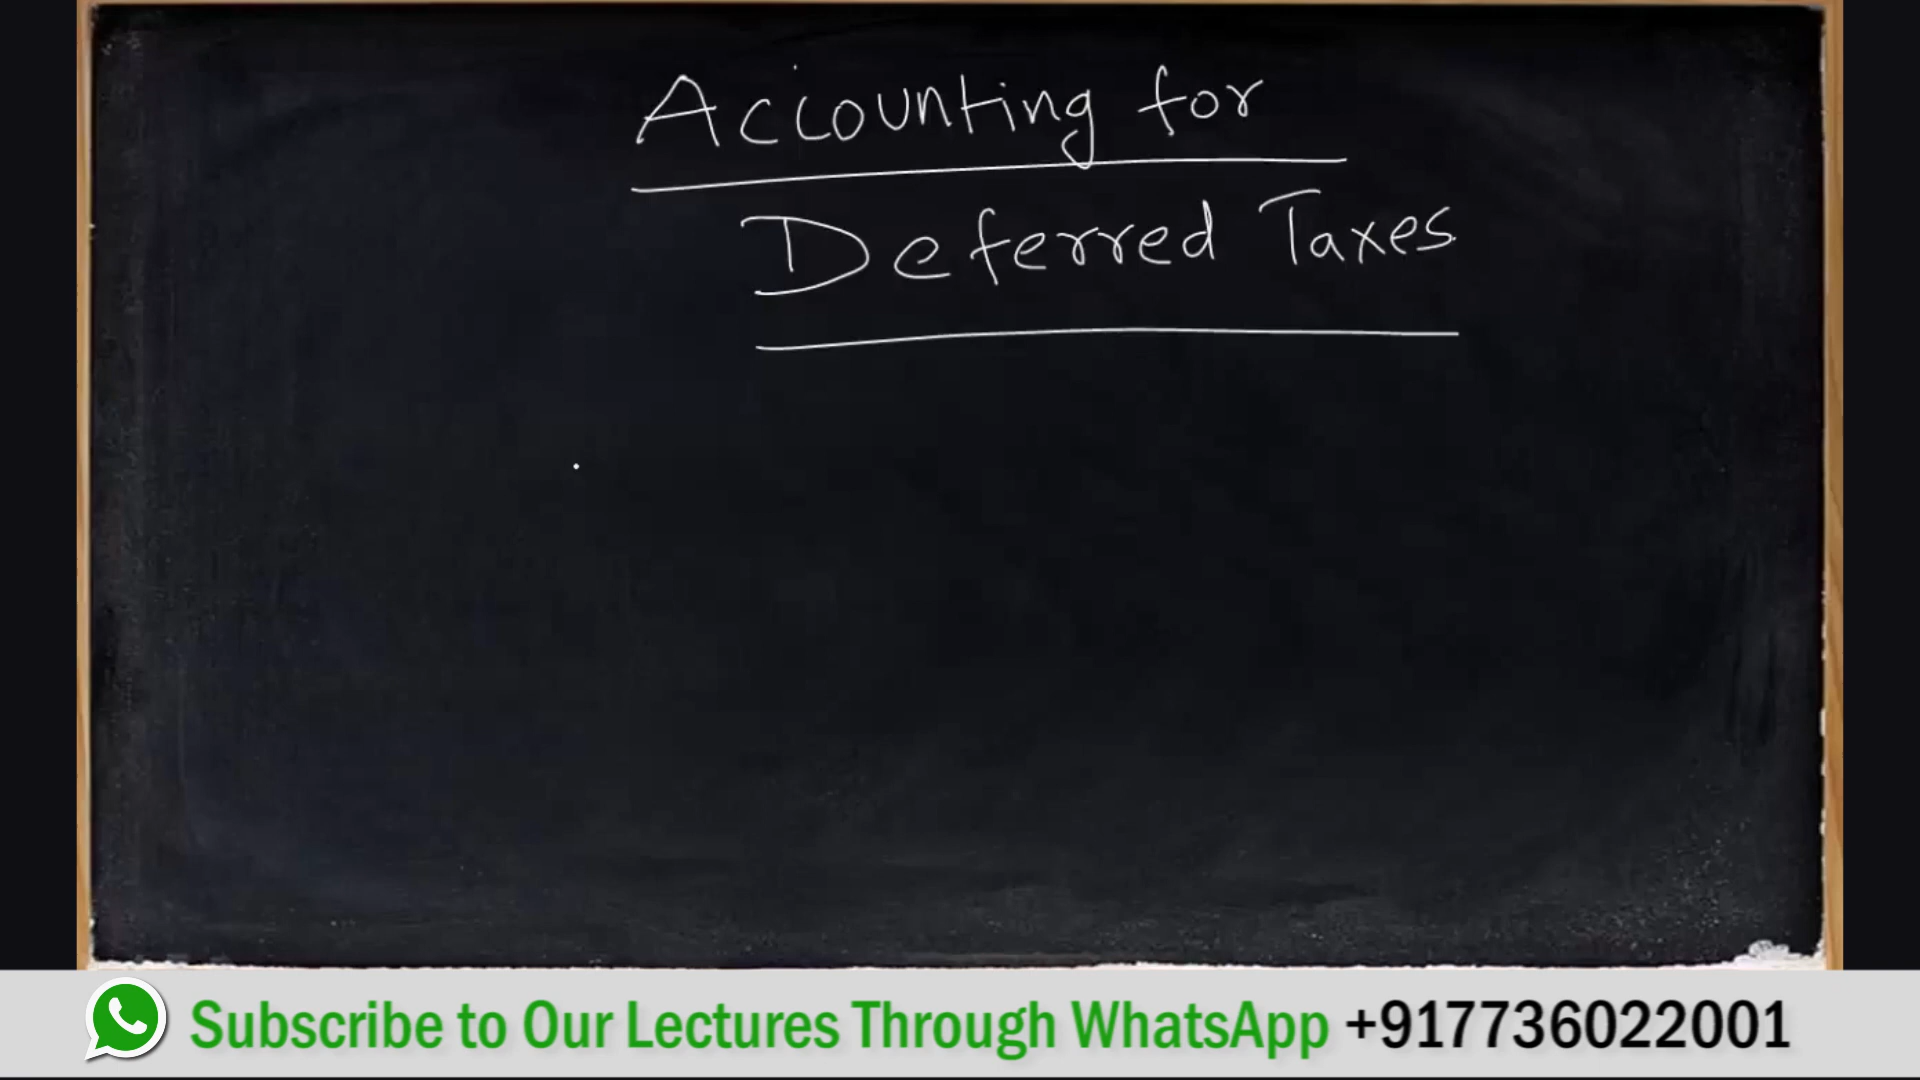 Accounting for
Deferred Taxes
Subscribe to Our Lectures Through WhatsApp +917736022001